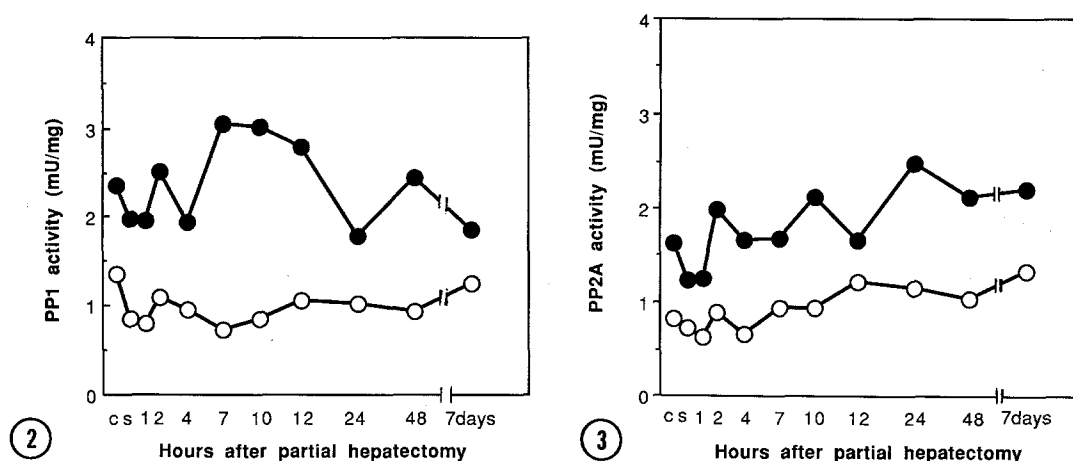 4
3
2
1
0
PP1 activity (mU/mg)
c s 1 2 4 7 10 12 24 48 7days
Hours after partial hepatectomy
2
4
3
2
1
0
PP2A activity (mU/mg)
c s 1 2 4 7 10 12 24 48 7days
Hours after partial hepatectomy
3